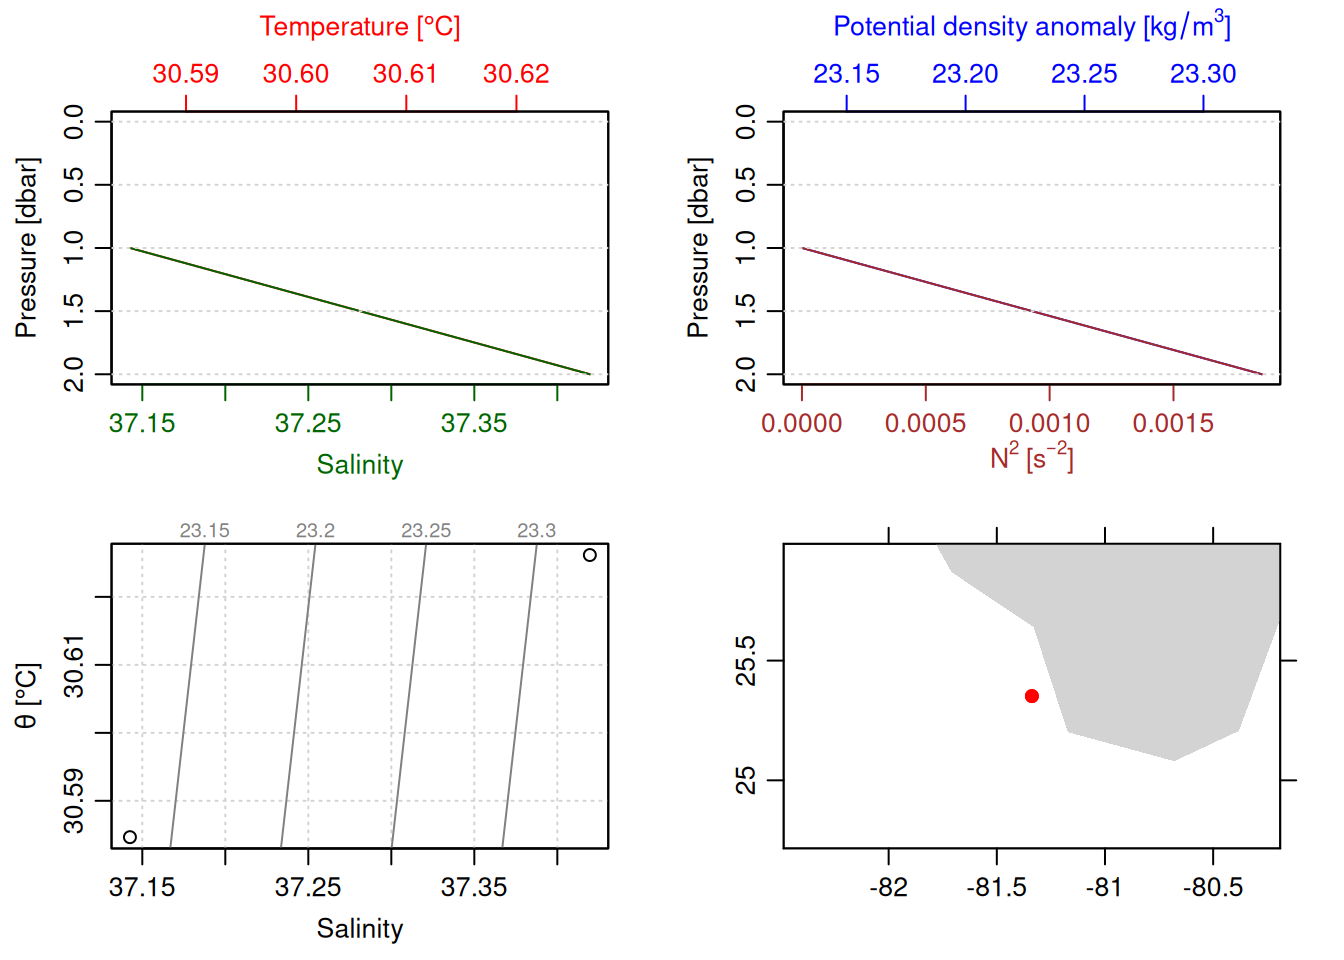 Temperature [°C]
30.59 30.60 30.61 30.62
Pressure [dbar]
0.0 0.5 1.0 1.5 2.0
37.15 37.25 37.35
Salinity
Potential density anomaly [kg/m³]
23.15 23.20 23.25 23.30
Pressure [dbar]
0.0 0.5 1.0 1.5 2.0
0.0000 0.0005 0.0010 0.0015
N² [s⁻²]
23.15 23.2 23.25 23.3
θ [°C]
30.59 30.61
37.15 37.25 37.35
Salinity
25 25.5
-82 -81.5 -81 -80.5